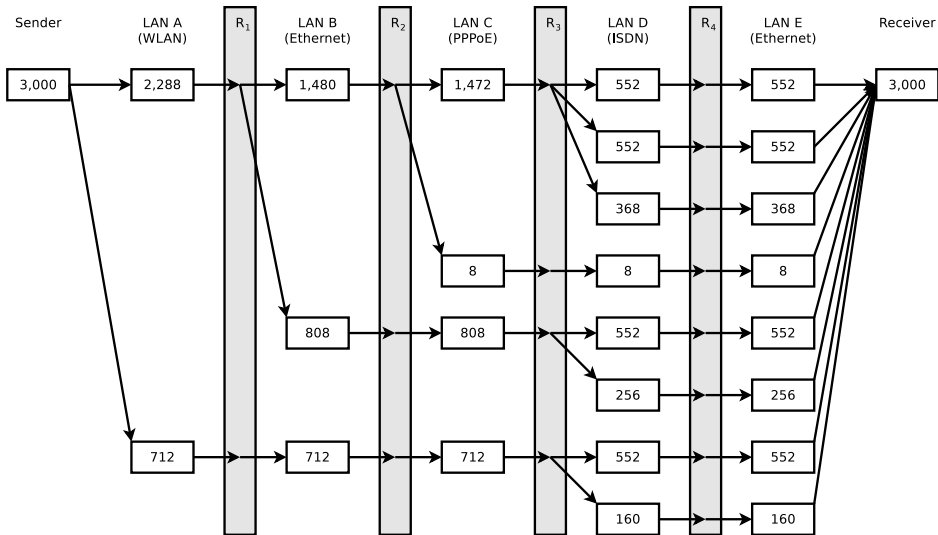 Sender LAN A R1 LAN B R2 LAN C R3 LAN D R4 LAN E Receiver
(WLAN) (Ethernet) (PPPoE) (ISDN) (Ethernet)
3,000 2,288 1,480 1,472 552 552 3,000
552 552
368 368
8 8 8
808 808 552 552
256 256
712 712 712 552 552
160 160